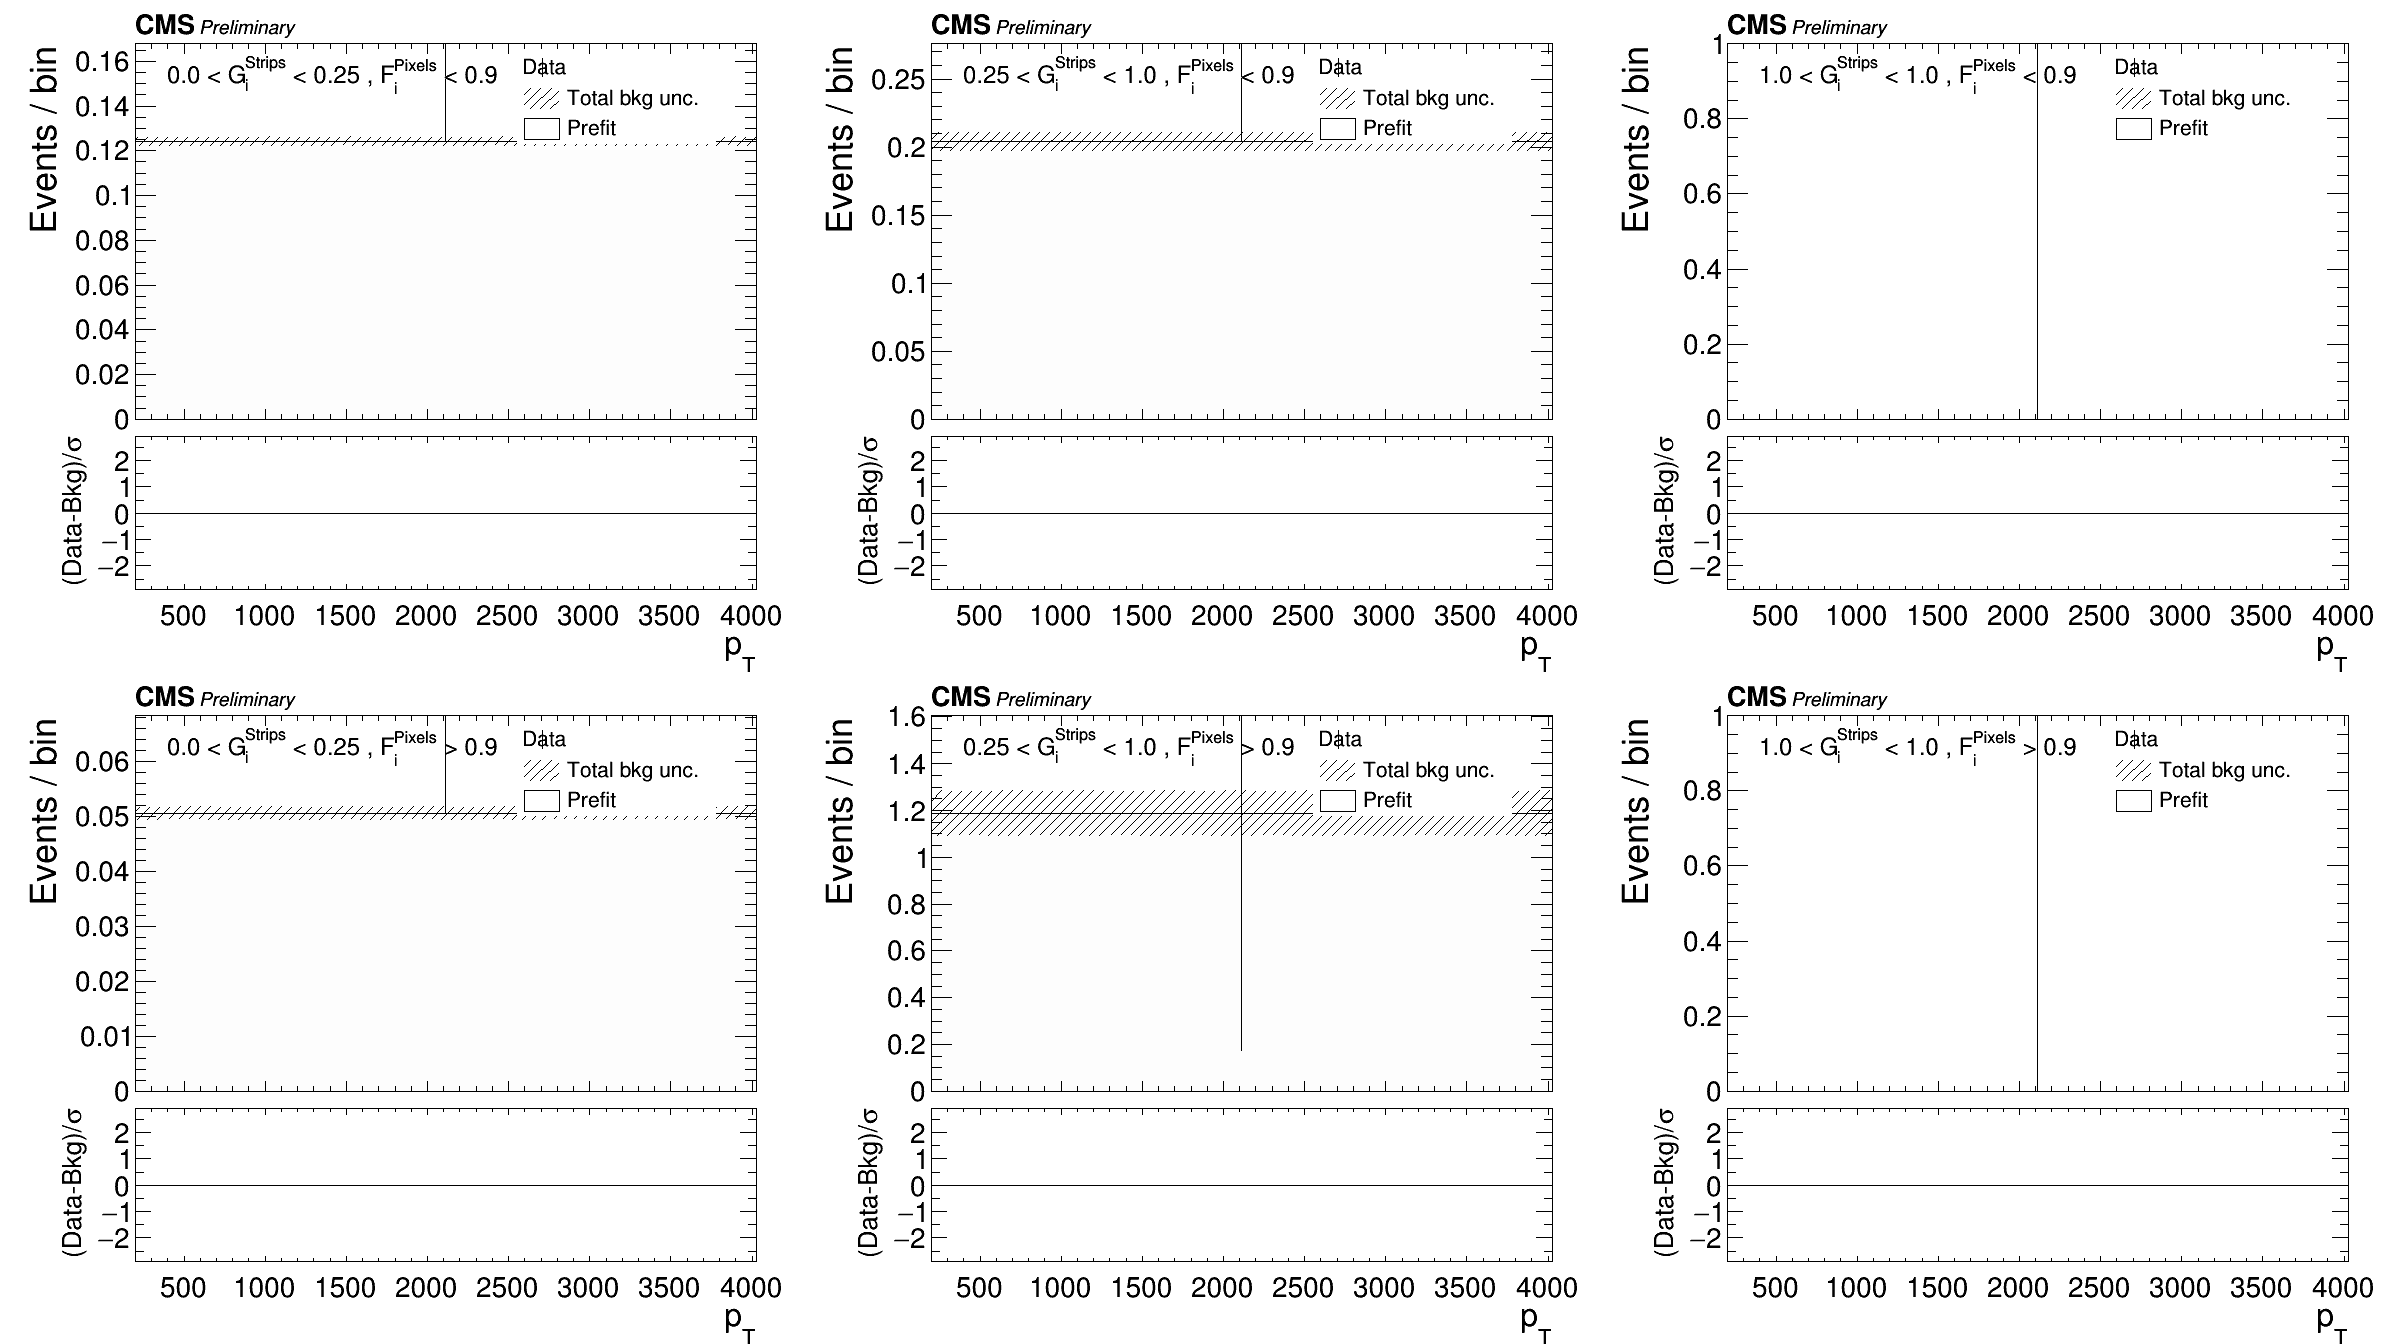 CMS Preliminary
Events / bin
0.16
0.14
0.12
0.1
0.08
0.06
0.04
0.02
0
0.0 < G_i^Strips < 0.25 , F_i^Pixels < 0.9
Data
Total bkg unc.
Prefit
(Data-Bkg)/σ
2
1
0
−1
−2
500 1000 1500 2000 2500 3000 3500 4000
p_T
CMS Preliminary
Events / bin
0.25
0.2
0.15
0.1
0.05
0
0.25 < G_i^Strips < 1.0 , F_i^Pixels < 0.9
Data
Total bkg unc.
Prefit
(Data-Bkg)/σ
2
1
0
−1
−2
500 1000 1500 2000 2500 3000 3500 4000
p_T
CMS Preliminary
Events / bin
1
0.8
0.6
0.4
0.2
0
1.0 < G_i^Strips < 1.0 , F_i^Pixels < 0.9
Data
Total bkg unc.
Prefit
(Data-Bkg)/σ
2
1
0
−1
−2
500 1000 1500 2000 2500 3000 3500 4000
p_T
CMS Preliminary
Events / bin
0.06
0.05
0.04
0.03
0.02
0.01
0
0.0 < G_i^Strips < 0.25 , F_i^Pixels > 0.9
Data
Total bkg unc.
Prefit
(Data-Bkg)/σ
2
1
0
−1
−2
500 1000 1500 2000 2500 3000 3500 4000
p_T
CMS Preliminary
Events / bin
1.6
1.4
1.2
1
0.8
0.6
0.4
0.2
0
0.25 < G_i^Strips < 1.0 , F_i^Pixels > 0.9
Data
Total bkg unc.
Prefit
(Data-Bkg)/σ
2
1
0
−1
−2
500 1000 1500 2000 2500 3000 3500 4000
p_T
CMS Preliminary
Events / bin
1
0.8
0.6
0.4
0.2
0
1.0 < G_i^Strips < 1.0 , F_i^Pixels > 0.9
Data
Total bkg unc.
Prefit
(Data-Bkg)/σ
2
1
0
−1
−2
500 1000 1500 2000 2500 3000 3500 4000
p_T